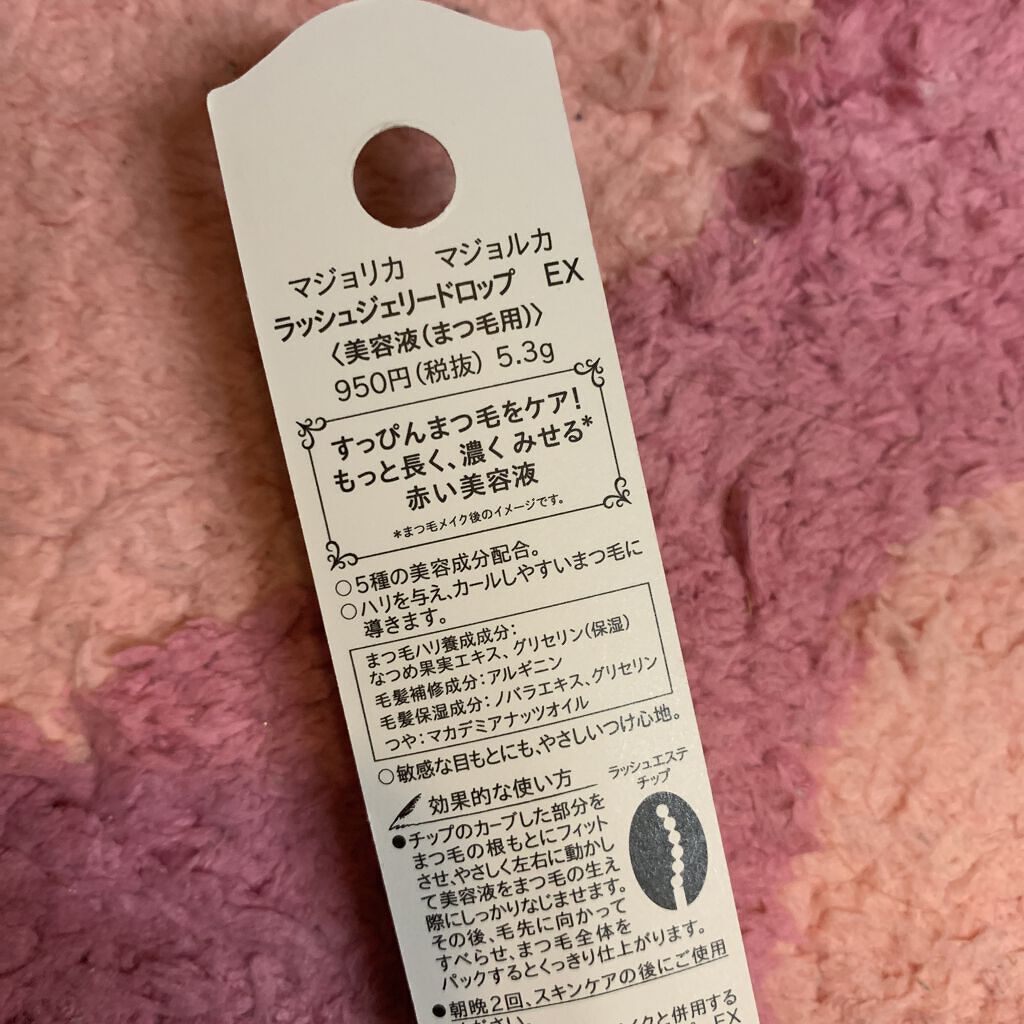 マジョリカ マジョルカ
ラッシュジェリードロップ EX
〈美容液(まつ毛用)〉
950円(税抜) 5.3g
すっぴんまつ毛をケア!
もっと長く、濃く みせる*
赤い美容液
*まつ毛メイク後のイメージです。
○5種の美容成分配合。
○ハリを与え、カールしやすいまつ毛に
導きます。
まつ毛ハリ養成成分:
なつめ果実エキス、グリセリン(保湿)
毛髪補修成分:アルギニン
毛髪保湿成分:ノバラエキス、グリセリン
つや:マカデミアナッツオイル
○敏感な目もとにも、やさしいつけ心地。
効果的な使い方
ラッシュエステ
チップ
●チップのカーブした部分を
まつ毛の根もとにフィット
させ、やさしく左右に動かし
て美容液をまつ毛の生え
際にしっかりなじませます。
その後、毛先に向かって
すべらせ、まつ毛全体を
パックするとくっきり仕上がります。
●朝晩2回、スキンケアの後にご使用
ください。
イクと併用する
EX